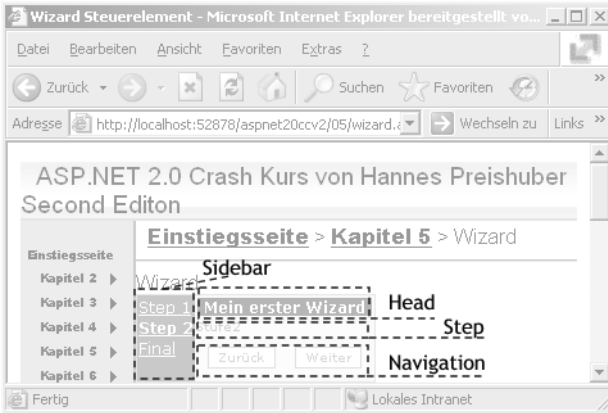 Wizard Steuerelement - Microsoft Internet Explorer bereitgestellt vo...
Datei Bearbeiten Ansicht Favoriten Extras ?
Zurück Suchen Favoriten »
Adresse http://localhost:52878/aspnet20ccv2/05/wizard.a Wechseln zu Links »
ASP.NET 2.0 Crash Kurs von Hannes Preishuber
Second Editon
Einstiegsseite > Kapitel 5 > Wizard
Einstiegsseite
Kapitel 2
Kapitel 3
Kapitel 4
Kapitel 5
Kapitel 6
Wizard
Sidebar
Step 1 Mein erster Wizard Head
Step 2 Step
Final Zurück Weiter Navigation
Fertig Lokales Intranet